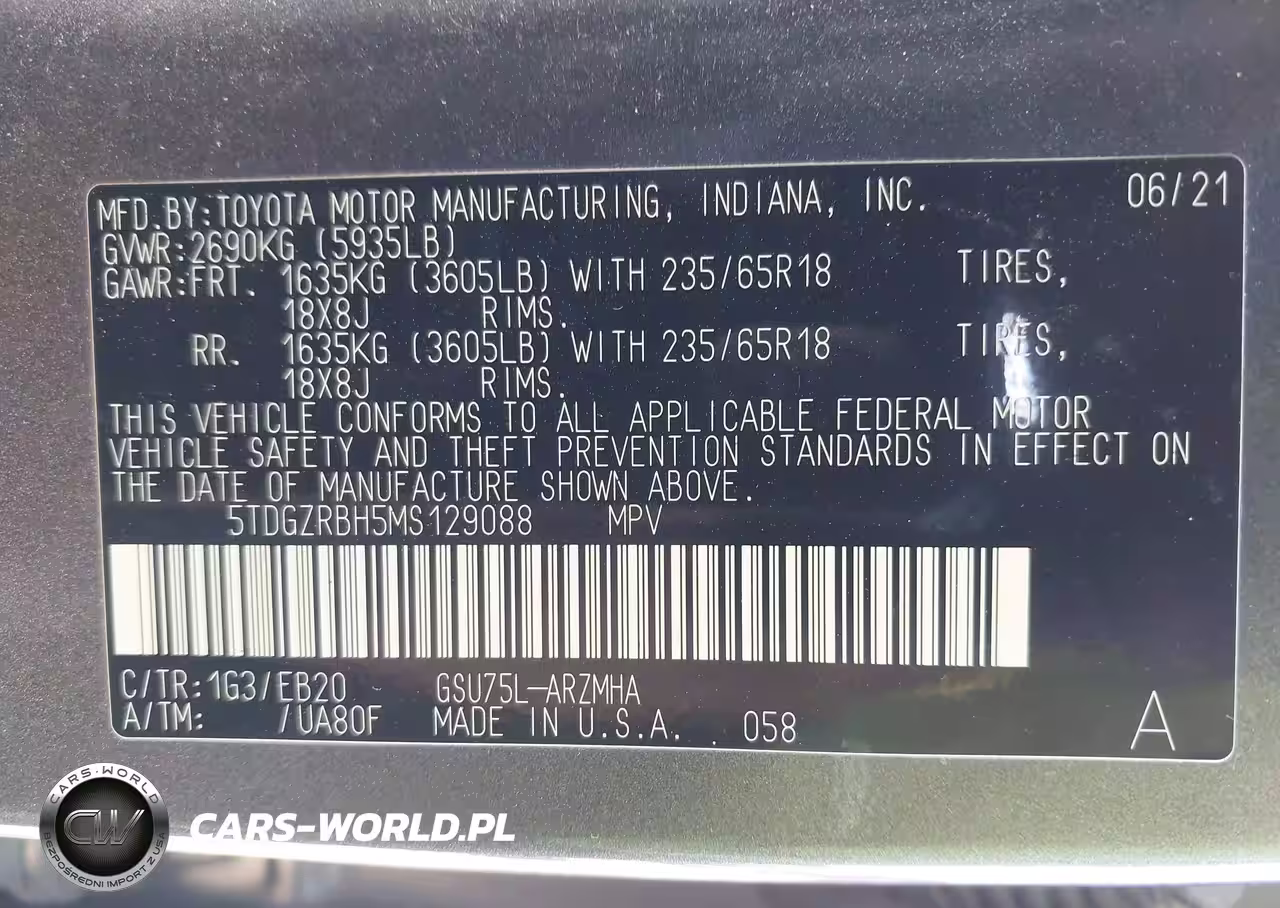 MFD.BY:TOYOTA MOTOR MANUFACTURING, INDIANA, INC. 06/21
GVWR:2690KG (5935LB)
GAWR:FRT. 1635KG (3605LB) WITH 235/65R18 TIRES,
18X8J RIMS.
RR. 1635KG (3605LB) WITH 235/65R18 TIRES,
18X8J RIMS.
THIS VEHICLE CONFORMS TO ALL APPLICABLE FEDERAL MOTOR
VEHICLE SAFETY AND THEFT PREVENTION STANDARDS IN EFFECT ON
THE DATE OF MANUFACTURE SHOWN ABOVE.
5TDGZRBH5MS129088 MPV
C/TR:1G3/EB20 GSU75L-ARZMHA
A/TM: /UA80F MADE IN U.S.A. 058 A
CARS-WORLD
CW
BEZPOŚREDNI IMPORT Z USA
CARS-WORLD.PL